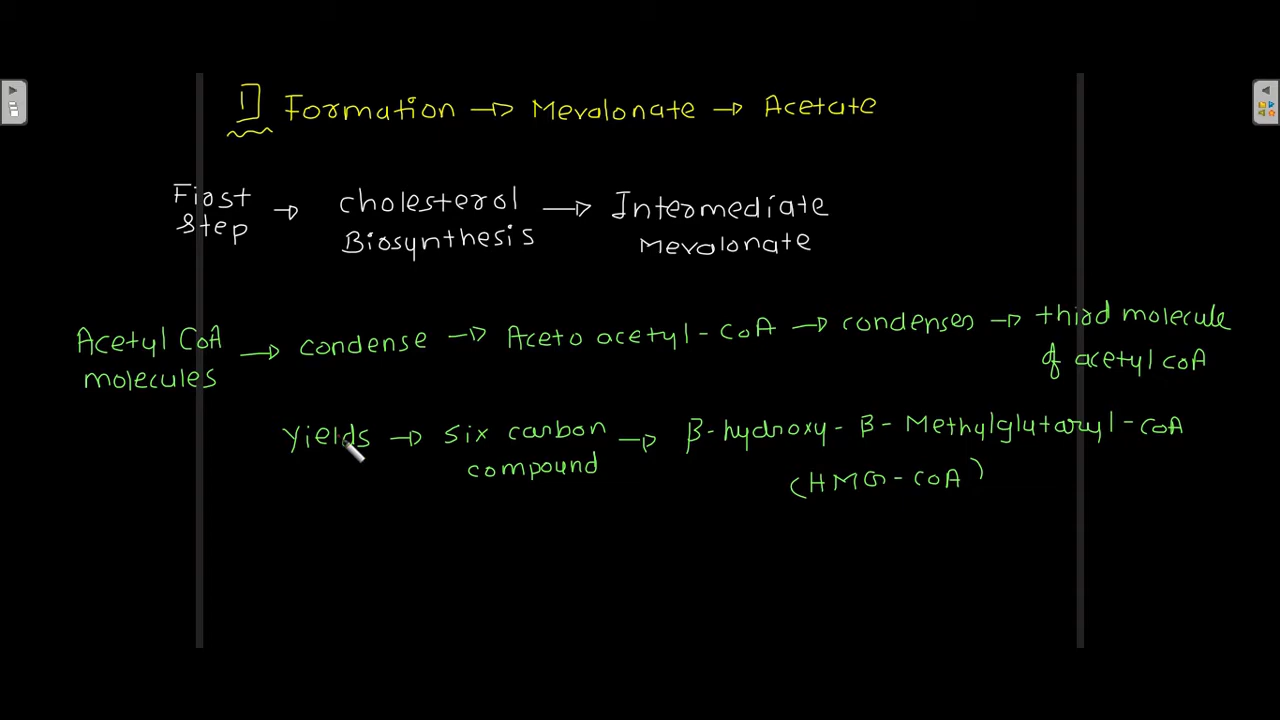 1] Formation → Mevalonate → Acetate
First Step → cholesterol Biosynthesis → Intermediate Mevalonate
Acetyl CoA molecules → condense → Aceto acetyl-CoA → condenses → third molecule of acetyl CoA
Yields → six carbon compound → β-hydroxy-β-Methylglutaryl-CoA
(HMG-CoA)